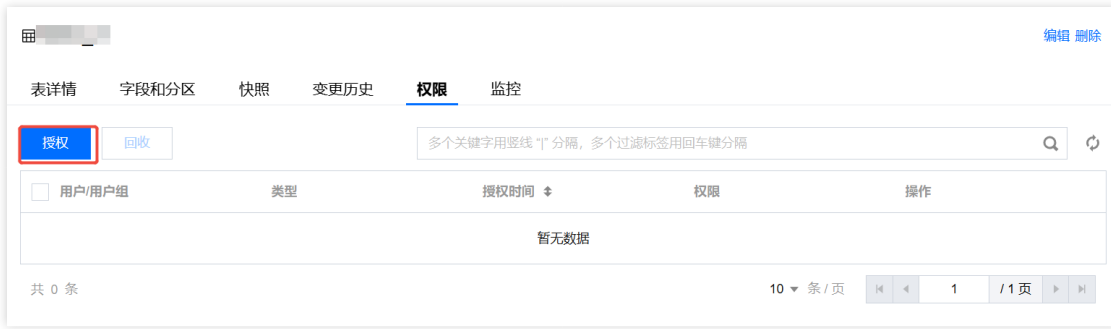 编辑 删除
表详情 字段和分区 快照 变更历史 权限 监控
授权 回收 多个关键字用竖线 "|" 分隔，多个过滤标签用回车键分隔
用户/用户组 类型 授权时间 权限 操作
暂无数据
共 0 条 10 条 / 页 1 / 1 页